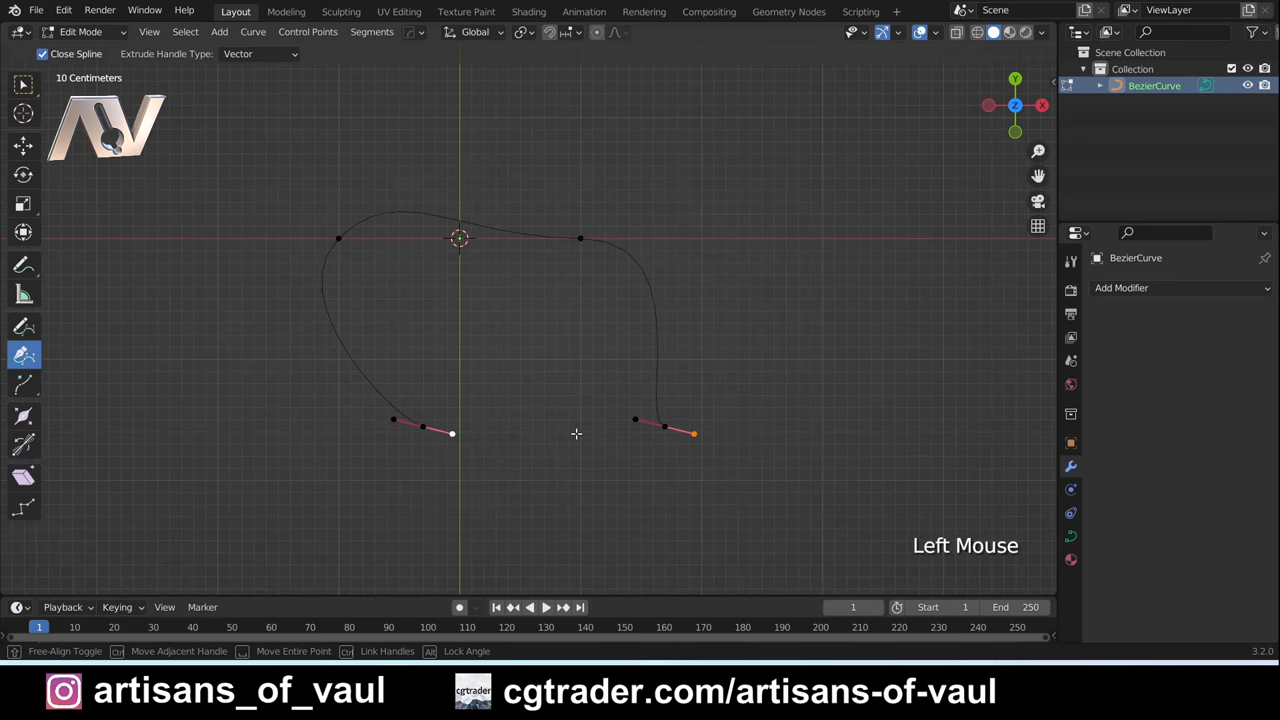 File Edit Render Window Help Layout Modeling Sculpting UV Editing Texture Paint Shading Animation Rendering Compositing Geometry Nodes Scripting + Scene ViewLayer
Edit Mode View Select Add Curve Control Points Segments Global
Close Spline Extrude Handle Type: Vector
10 Centimeters
AV
Y
Z
X
Scene Collection
Collection
BezierCurve
BezierCurve
Add Modifier
Left Mouse
Playback Keying View Marker 1 Start 1 End 250
1 10 20 30 40 50 60 70 80 90 100 110 120 130 140 150 160 170 180 190 200 210 220 230 240 250
Free-Align Toggle Ctrl Move Adjacent Handle Move Entire Point Ctrl Link Handles Alt Lock Angle 3.2.0
artisans_of_vaul cgtrader cgtrader.com/artisans-of-vaul